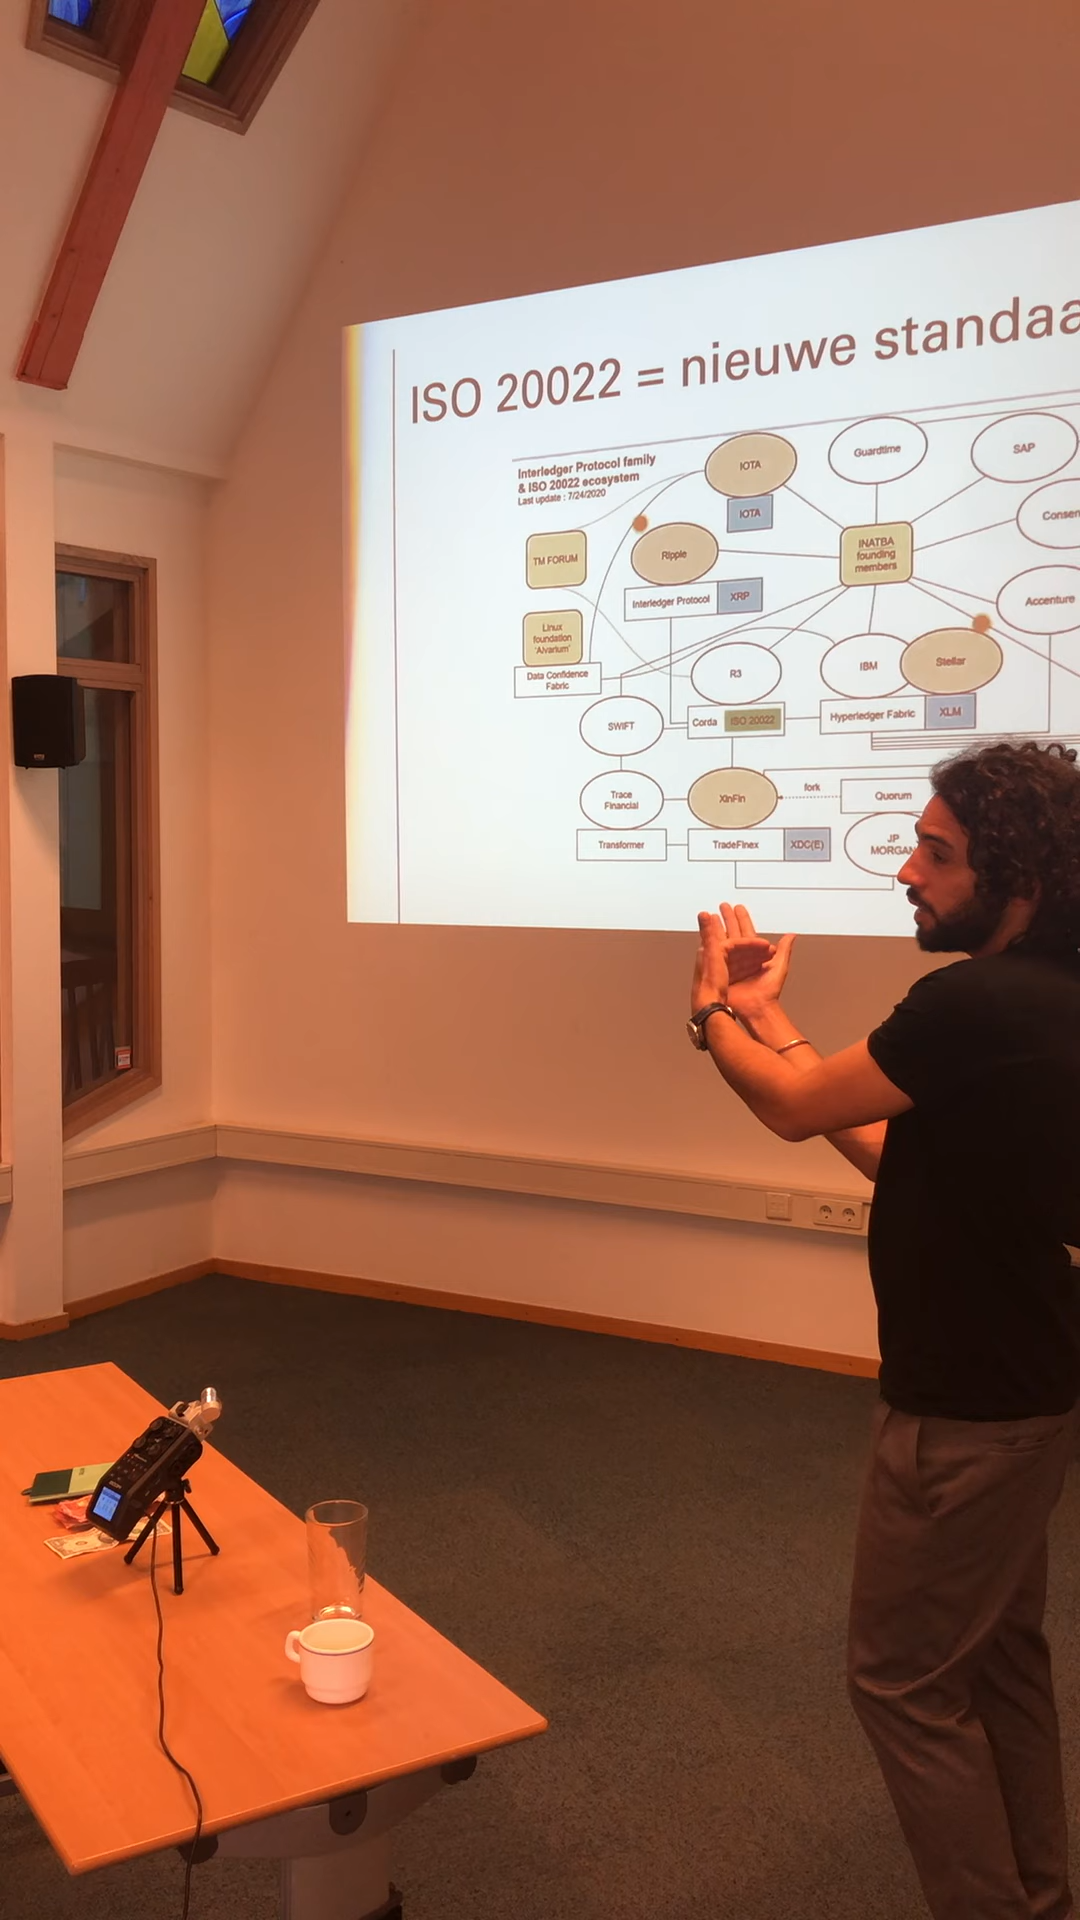 ISO 20022 = nieuwe standaa
Interledger Protocol family
& ISO 20022 ecosystem
Last update : 7/24/2020
IOTA
IOTA
Guardtime
SAP
Consen
TM FORUM
Ripple
INATBA
founding
members
Interledger Protocol
XRP
Accenture
Linux
foundation
'Alvarium'
Data Confidence
Fabric
R3
IBM
Stellar
SWIFT
Corda
ISO 20022
Hyperledger Fabric
XLM
Trace
Financial
XinFin
fork
Quorum
Transformer
TradeFinex
XDC(E)
JP
MORGAN